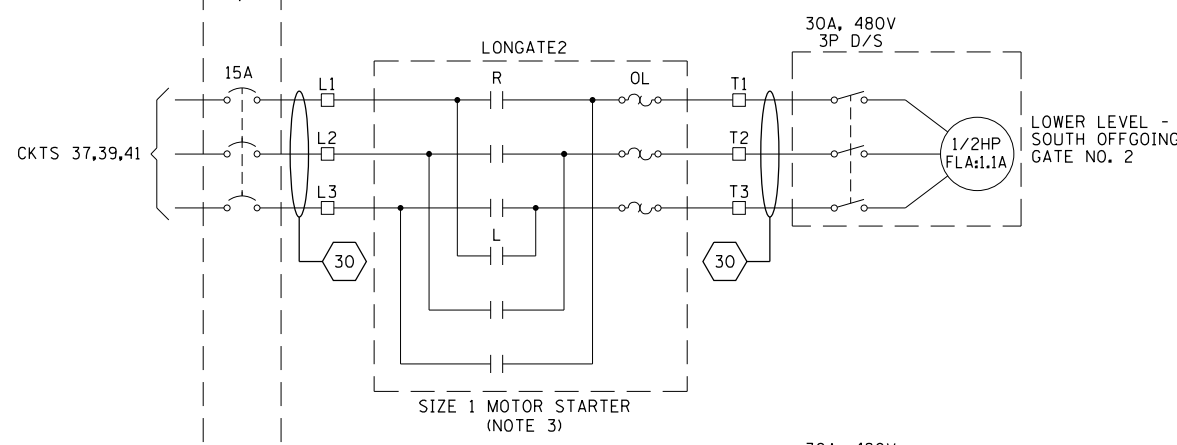 30A, 480V
3P D/S
LONGATE2
15A
L1
R
OL
T1
L2
T2
CKTS 37,39,41
1/2HP
FLA:1.1A
LOWER LEVEL -
SOUTH OFFGOING
GATE NO. 2
L3
T3
L
30
30
SIZE 1 MOTOR STARTER
(NOTE 3)